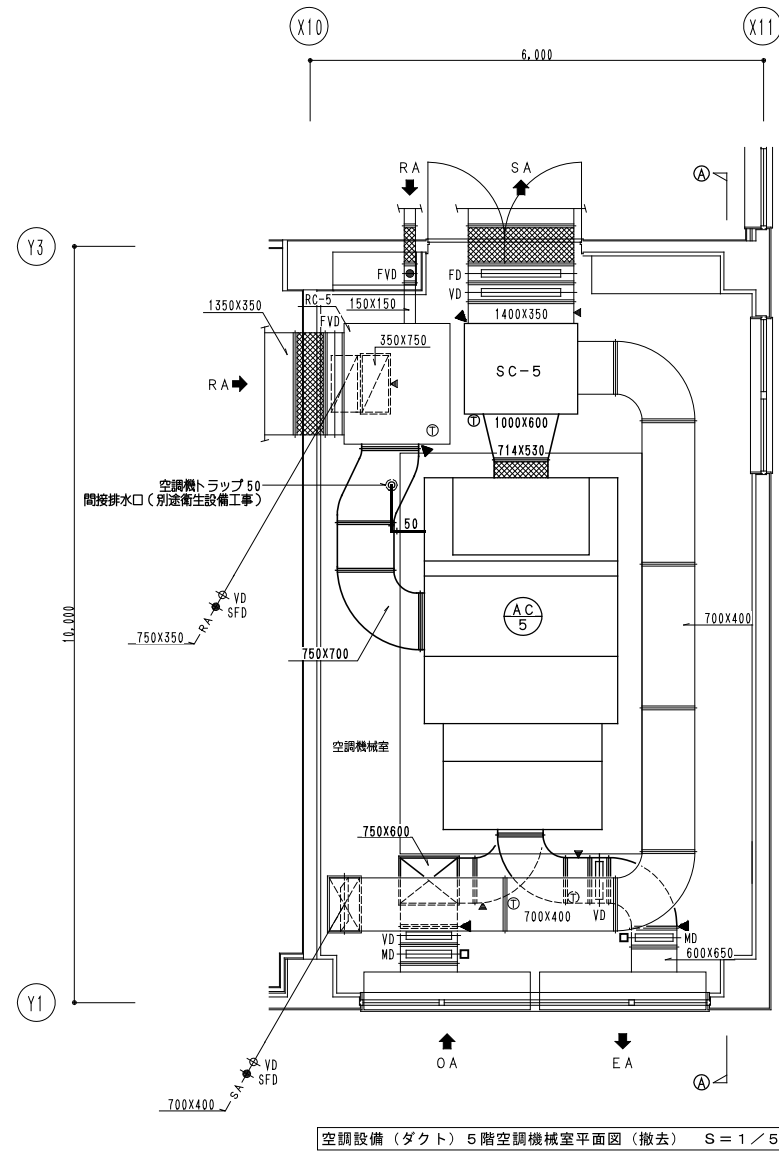 X10
X11
6,000
RA
SA
A
Y3
FVD
FD
VD
RC-5
1350X350
150X150
FVD
1400X350
350X750
SC-5
RA
T
T
1000X600
714X530
空調機トラップ 50
間接排水口（別途衛生設備工事）
50
VD
SFD
AC
5
RA
700X400
750X350
750X700
10,000
空調機械室
750X600
T
T
700X400
VD
VD
MD
MD
600X650
Y1
OA
EA
VD
SFD
SA
A
700X400
空調設備（ダクト）５階空調機械室平面図（撤去） Ｓ＝１／５